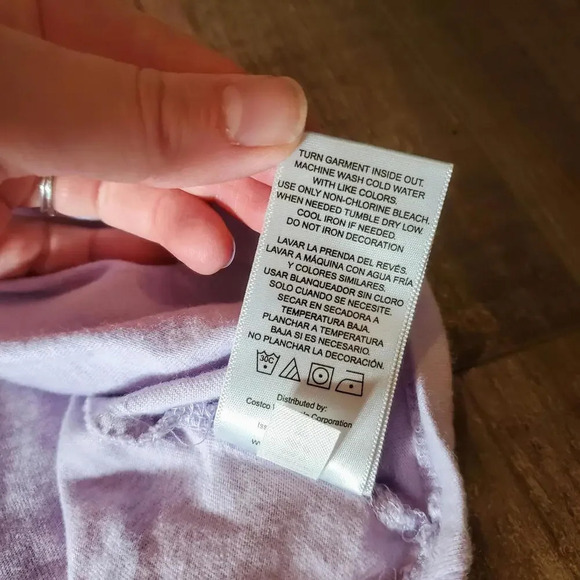 TURN GARMENT INSIDE OUT.
MACHINE WASH COLD WATER
WITH LIKE COLORS.
USE ONLY NON-CHLORINE BLEACH.
WHEN NEEDED TUMBLE DRY LOW.
COOL IRON IF NEEDED.
DO NOT IRON DECORATION
LAVAR LA PRENDA DEL REVÉS.
LAVAR A MÁQUINA CON AGUA FRÍA
Y COLORES SIMILARES.
USAR BLANQUEADOR SIN CLORO
SOLO CUANDO SE NECESITE.
SECAR EN SECADORA A
TEMPERATURA BAJA.
PLANCHAR A TEMPERATURA
BAJA SI ES NECESARIO.
NO PLANCHAR LA DECORACIÓN.
30C
Distributed by:
Costco Corporation